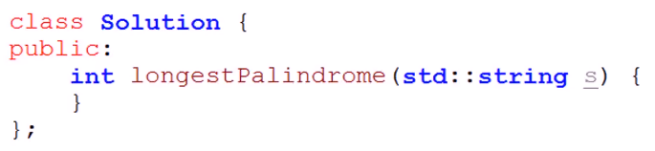 class Solution {
public:
    int longestPalindrome(std::string s) {
    }
};